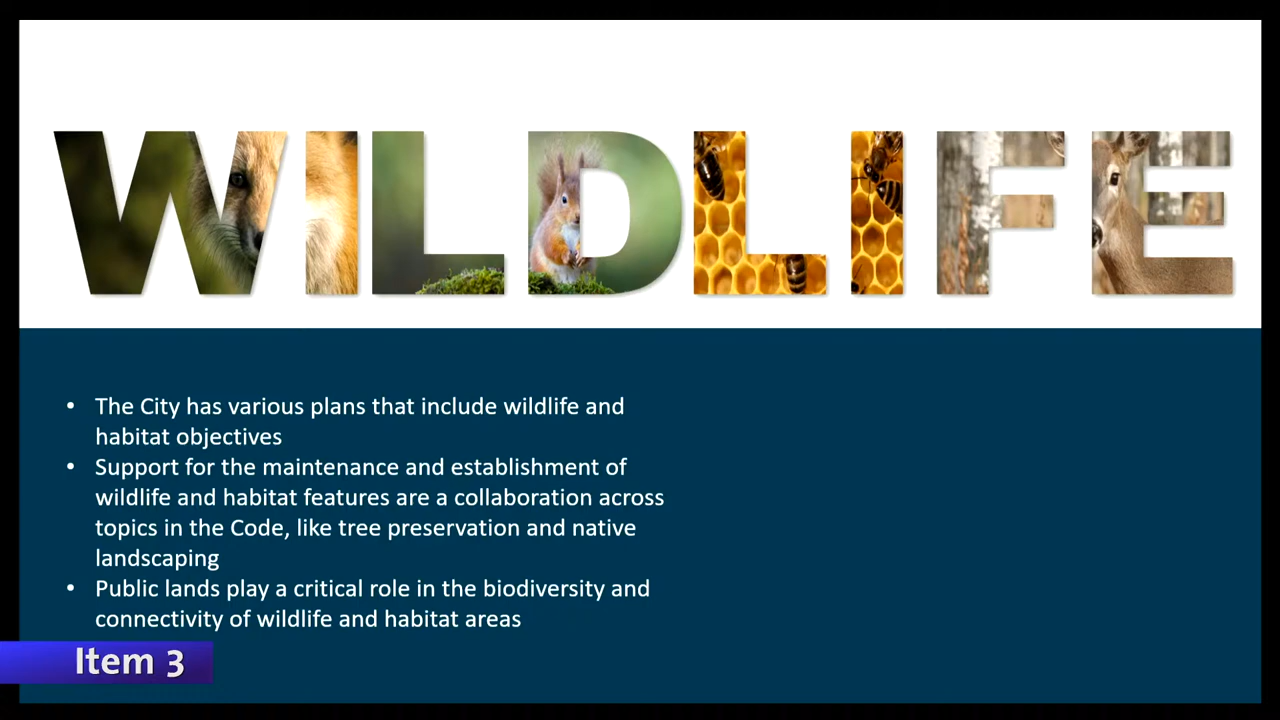 WILDLIFE
• The City has various plans that include wildlife and
habitat objectives
• Support for the maintenance and establishment of
wildlife and habitat features are a collaboration across
topics in the Code, like tree preservation and native
landscaping
• Public lands play a critical role in the biodiversity and
connectivity of wildlife and habitat areas
Item 3